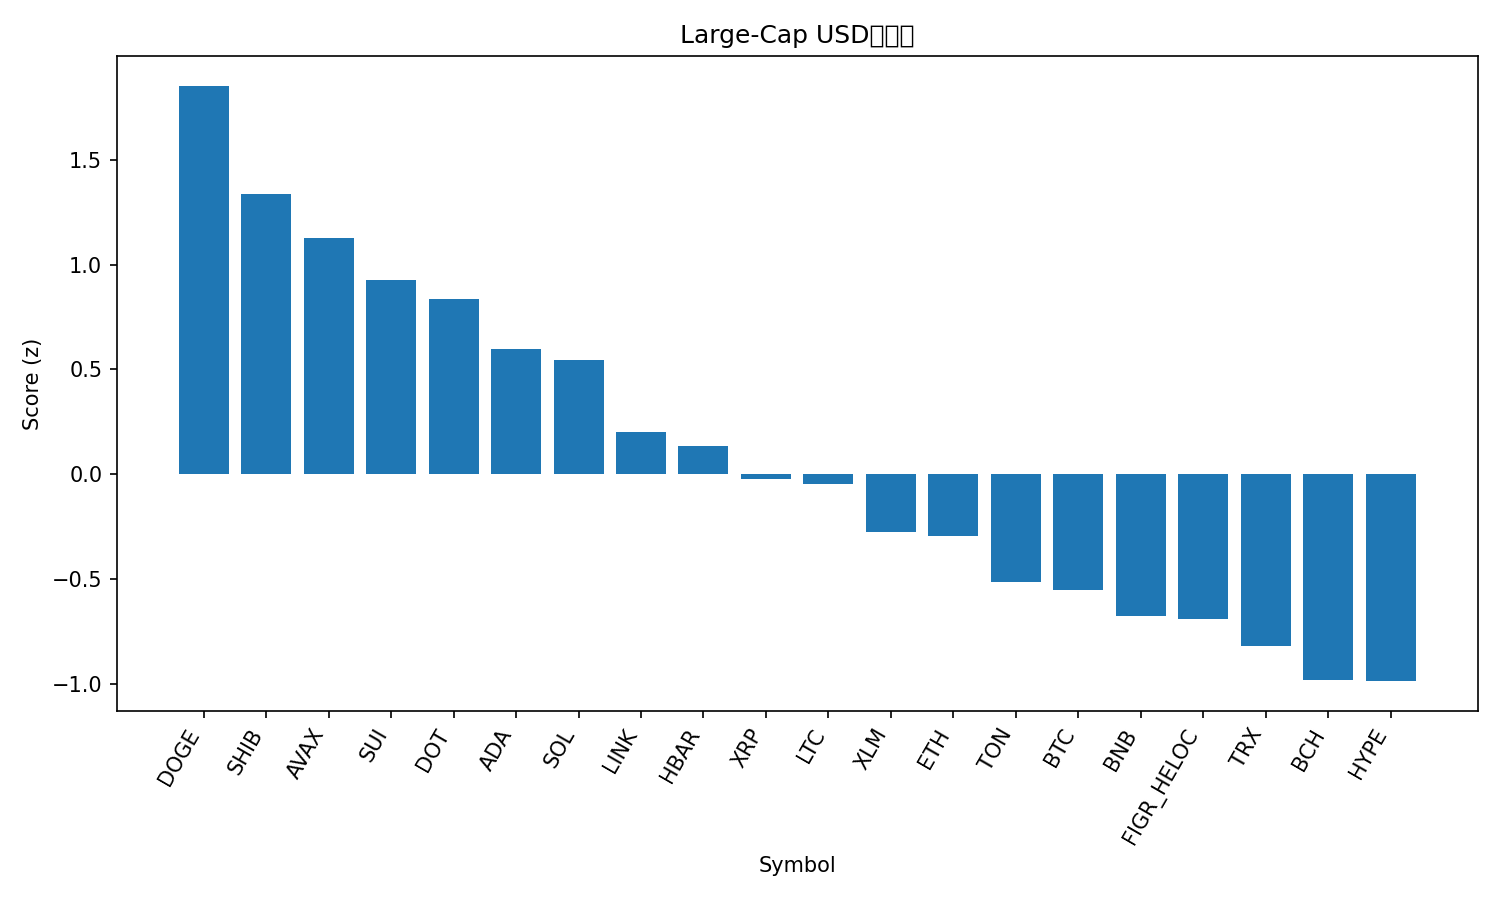 Large-Cap USD
Score (z)
1.5
1.0
0.5
0.0
−0.5
−1.0
DOGE
SHIB
AVAX
SUI
DOT
ADA
SOL
LINK
HBAR
XRP
LTC
XLM
ETH
TON
BTC
BNB
FIGR_HELOC
TRX
BCH
HYPE
Symbol